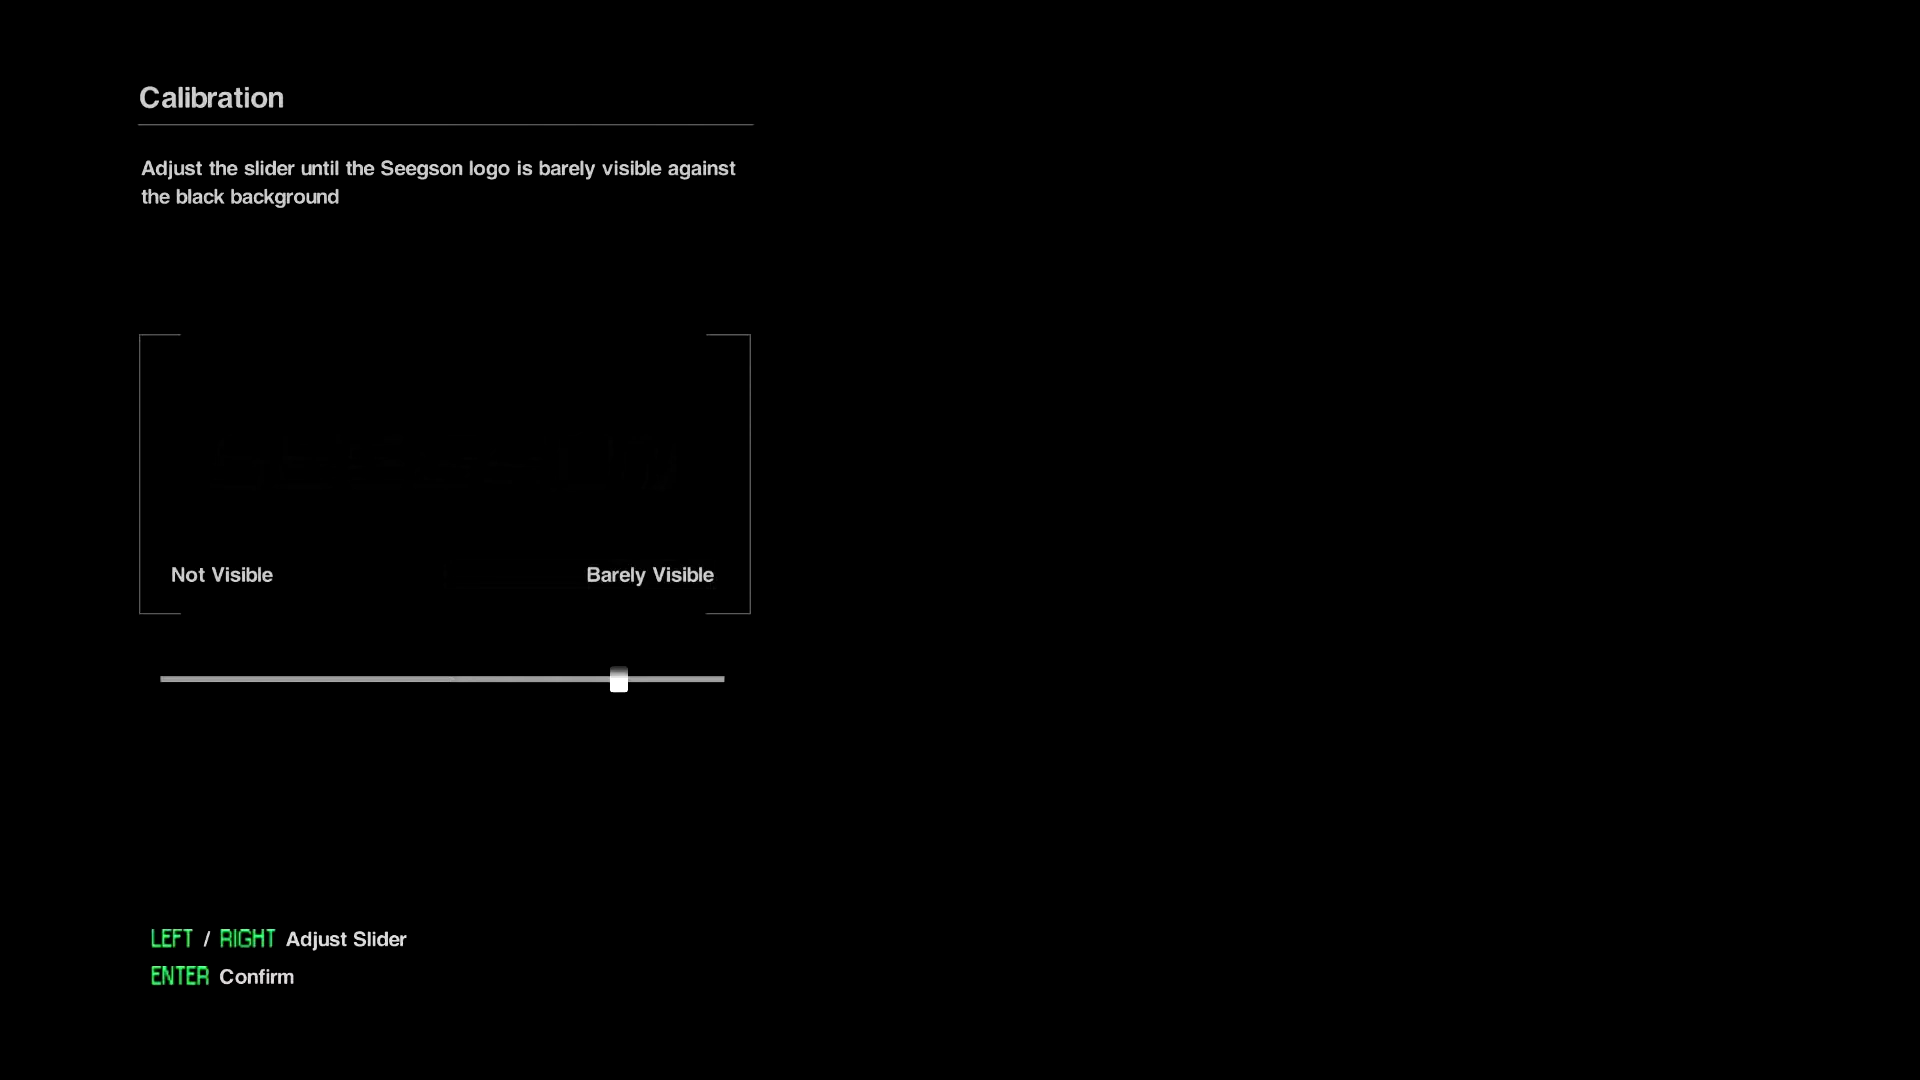 Calibration
Adjust the slider until the Seegson logo is barely visible against
the black background
Not Visible
Barely Visible
LEFT / RIGHT Adjust Slider
ENTER Confirm